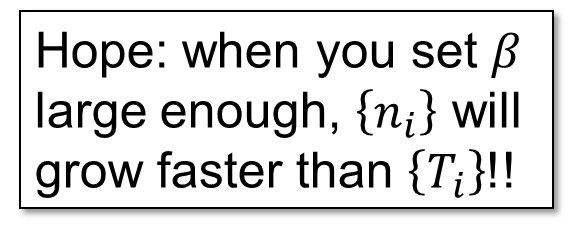 Hope: when you set 𝛽
large enough, {𝑛ᵢ} will
grow faster than {𝑇ᵢ}!!